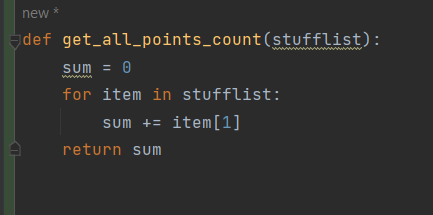 new *
def get_all_points_count(stufflist):
    sum = 0
    for item in stufflist:
        sum += item[1]
    return sum